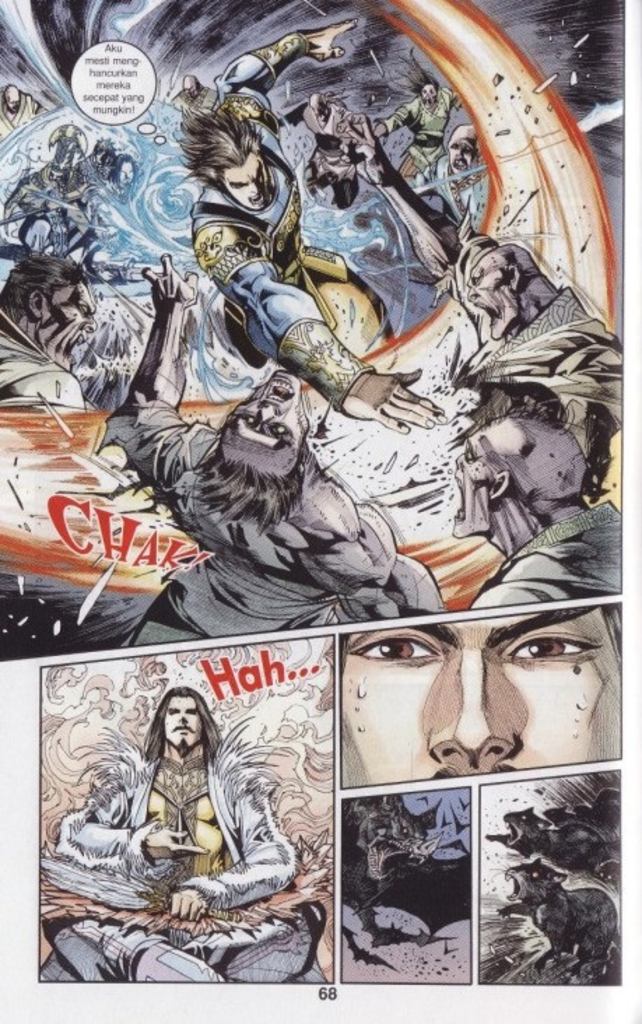 Aku
mesti meng-
hancurkan
mereka
secepat yang
mungkin!
CHAK!
Hah...
68